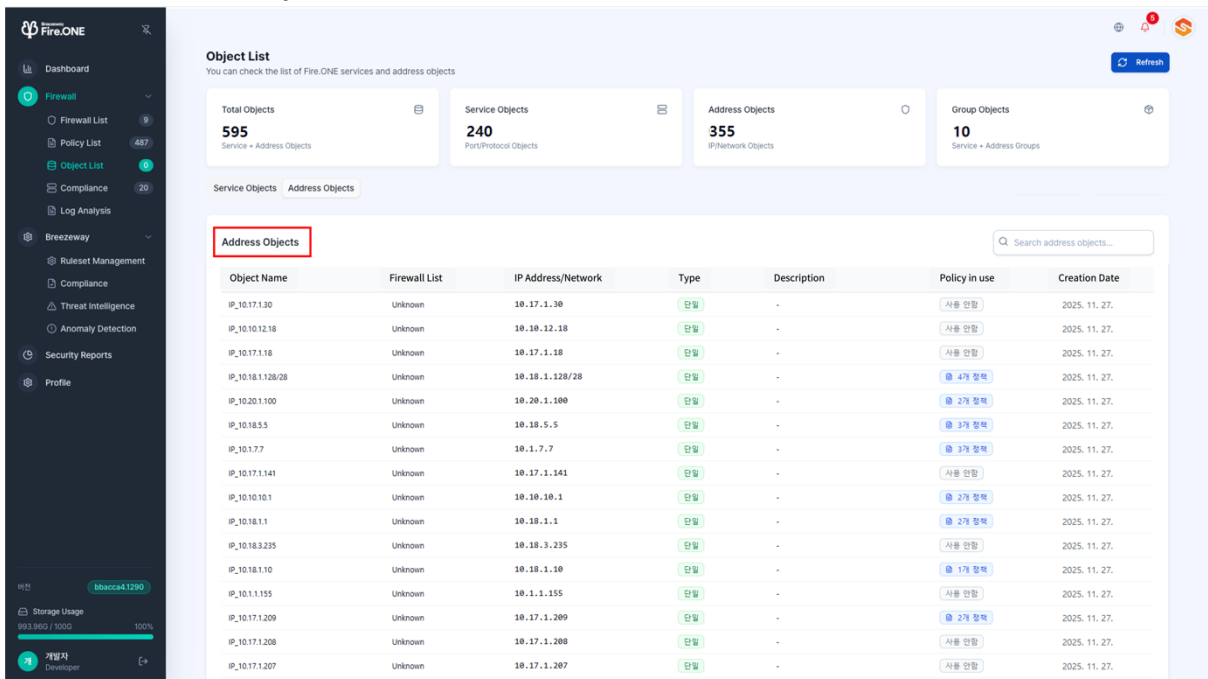 Breezeway
Fire.ONE
Dashboard
Firewall
Firewall List 9
Policy List 487
Object List 0
Compliance 20
Log Analysis
Breezeway
Ruleset Management
Compliance
Threat Intelligence
Anomaly Detection
Security Reports
Profile
버전 bbacca4.1290
Storage Usage
993.96G / 100G 100%
개 개발자
Developer
5
Object List
You can check the list of Fire.ONE services and address objects
Refresh
Total Objects
595
Service + Address Objects
Service Objects
240
Port/Protocol Objects
Address Objects
355
IP/Network Objects
Group Objects
10
Service + Address Groups
Service Objects Address Objects
Address Objects
Search address objects...
Object Name Firewall List IP Address/Network Type Description Policy in use Creation Date
IP_10.17.1.30 Unknown 10.17.1.30 단일 - 사용 안함 2025. 11. 27.
IP_10.10.12.18 Unknown 10.10.12.18 단일 - 사용 안함 2025. 11. 27.
IP_10.17.1.18 Unknown 10.17.1.18 단일 - 사용 안함 2025. 11. 27.
IP_10.18.1.128/28 Unknown 10.18.1.128/28 단일 - 4개 정책 2025. 11. 27.
IP_10.20.1.100 Unknown 10.20.1.100 단일 - 2개 정책 2025. 11. 27.
IP_10.18.5.5 Unknown 10.18.5.5 단일 - 3개 정책 2025. 11. 27.
IP_10.1.7.7 Unknown 10.1.7.7 단일 - 3개 정책 2025. 11. 27.
IP_10.17.1.141 Unknown 10.17.1.141 단일 - 사용 안함 2025. 11. 27.
IP_10.10.10.1 Unknown 10.10.10.1 단일 - 2개 정책 2025. 11. 27.
IP_10.18.1.1 Unknown 10.18.1.1 단일 - 2개 정책 2025. 11. 27.
IP_10.18.3.235 Unknown 10.18.3.235 단일 - 사용 안함 2025. 11. 27.
IP_10.18.1.10 Unknown 10.18.1.10 단일 - 1개 정책 2025. 11. 27.
IP_10.1.1.155 Unknown 10.1.1.155 단일 - 사용 안함 2025. 11. 27.
IP_10.17.1.209 Unknown 10.17.1.209 단일 - 2개 정책 2025. 11. 27.
IP_10.17.1.208 Unknown 10.17.1.208 단일 - 사용 안함 2025. 11. 27.
IP_10.17.1.207 Unknown 10.17.1.207 단일 - 사용 안함 2025. 11. 27.